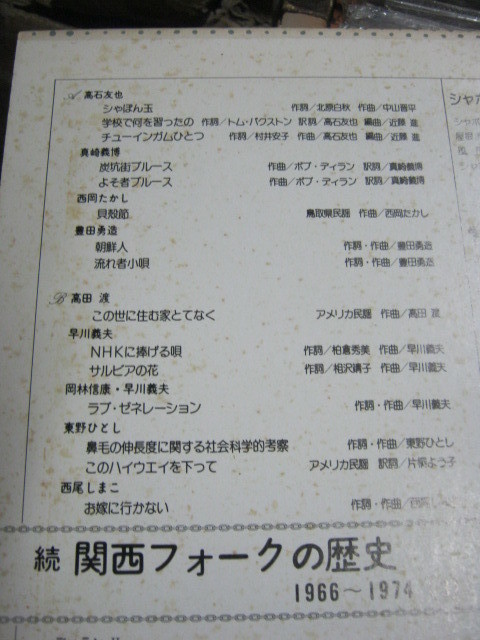 A 高石友也
シャぼん玉 作詞／北原白秋 作曲／中山晋平
学校で何を習ったの 作詞／トム・パクストン 訳詞／高石友也 編曲／近藤 進
チューインガムひとつ 作詞／村井安子 作曲／高石友也 編曲／近藤 進
真崎義博
炭坑街ブルース 作曲／ボブ・ディラン 訳詞／真崎義博
よそ者ブルース 作曲／ボブ・ディラン 訳詞／真崎義博
西岡たかし
貝殻節 鳥取県民謡 作曲／西岡たかし
豊田勇造
朝鮮人 作詞・作曲／豊田勇造
流れ者小唄 作詞・作曲／豊田勇造
B 高田 渡
この世に住む家とてなく アメリカ民謡 作曲／高田 渡
早川義夫
NHKに捧げる唄 作詞／柏倉秀美 作曲／早川義夫
サルビアの花 作詞／相沢靖子 作曲／早川義夫
岡林信康・早川義夫
ラブ・ゼネレーション 作詞・作曲／早川義夫
東野ひとし
鼻毛の伸長度に関する社会科学的考察 作詞・作曲／東野ひとし
このハイウエイを下って アメリカ民謡 訳詞／片桐よう子
西尾しまこ
お嫁に行かない 作詞・作曲／
続 関西フォークの歴史
1966～1974
シャボ